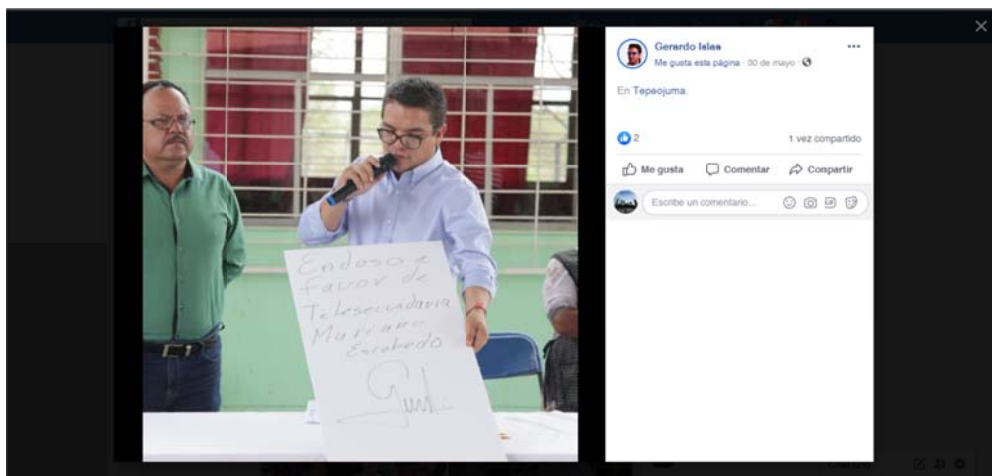 Gerardo Islas
Me gusta esta página · 30 de mayo ·
En Tepeojuma.
2
1 vez compartido
Me gusta
Comentar
Compartir
Escribe un comentario...
GIF
Endoso a
favor de
Telesecundaria
Mariano
Escobedo